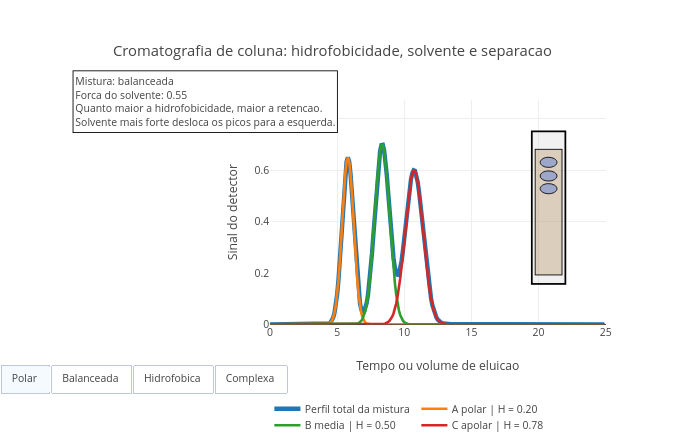 Cromatografia de coluna: hidrofobicidade, solvente e separacao
Mistura: balanceada
Forca do solvente: 0.55
Quanto maior a hidrofobicidade, maior a retencao.
Solvente mais forte desloca os picos para a esquerda.
Sinal do detector
0.6
0.4
0.2
0
0
5
10
15
20
25
Tempo ou volume de eluicao
Polar
Balanceada
Hidrofobica
Complexa
Perfil total da mistura
A polar | H = 0.20
B media | H = 0.50
C apolar | H = 0.78